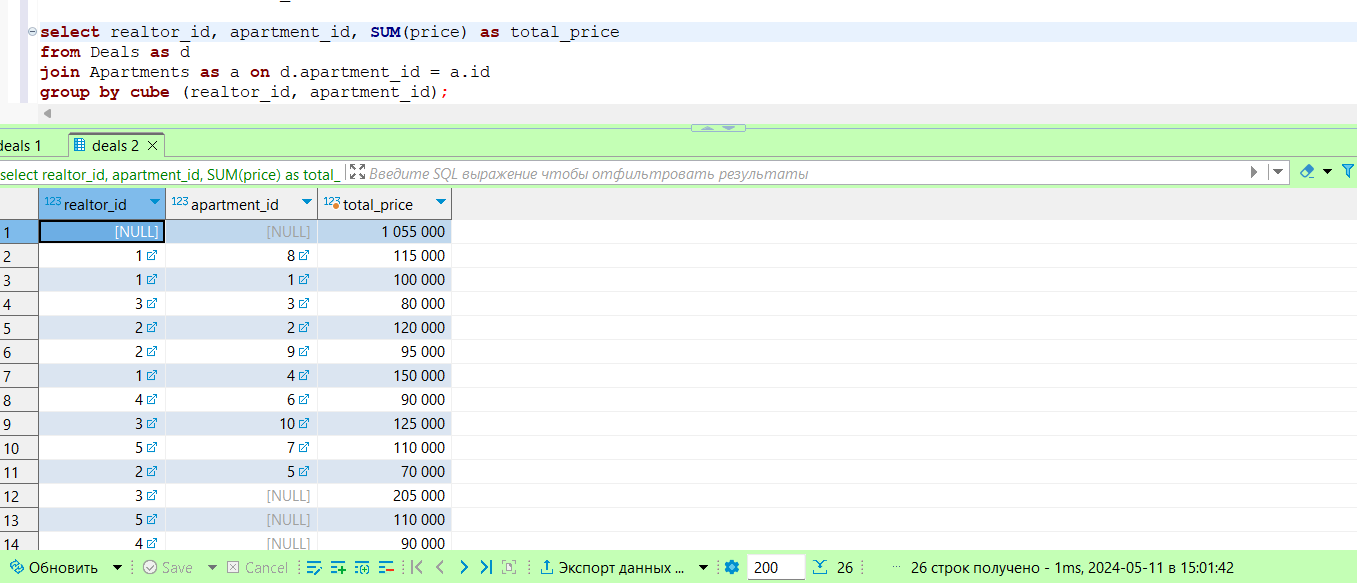 select realtor_id, apartment_id, SUM(price) as total_price
from Deals as d
join Apartments as a on d.apartment_id = a.id
group by cube (realtor_id, apartment_id);
deals 1 deals 2
select realtor_id, apartment_id, SUM(price) as total_ Введите SQL выражение чтобы отфильтровать результаты
123 realtor_id 123 apartment_id 123 total_price
1 [NULL] [NULL] 1 055 000
2 1 8 115 000
3 1 1 100 000
4 3 3 80 000
5 2 2 120 000
6 2 9 95 000
7 1 4 150 000
8 4 6 90 000
9 3 10 125 000
10 5 7 110 000
11 2 5 70 000
12 3 [NULL] 205 000
13 5 [NULL] 110 000
14 4 [NULL] 90 000
Обновить Save Cancel Экспорт данных ... 200 26 ... 26 строк получено - 1ms, 2024-05-11 в 15:01:42